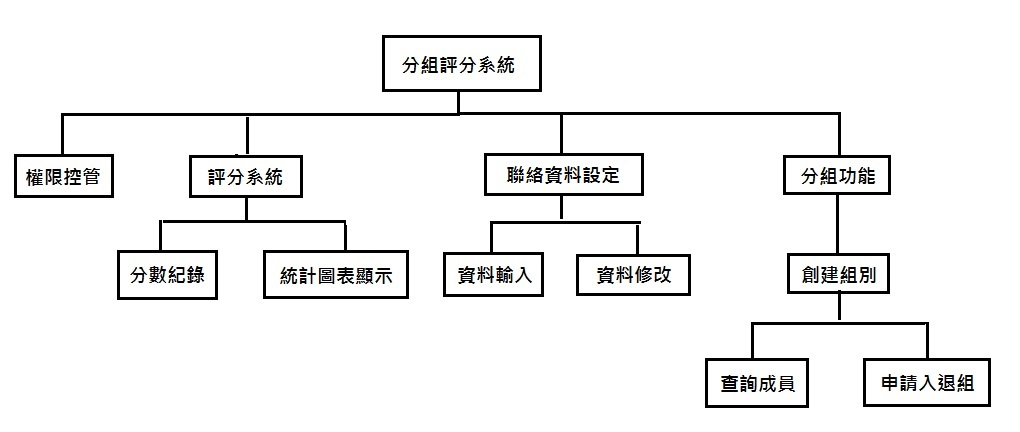 分組評分系統
權限控管
評分系統
聯絡資料設定
分組功能
分數紀錄
統計圖表顯示
資料輸入
資料修改
創建組別
查詢成員
申請入退組